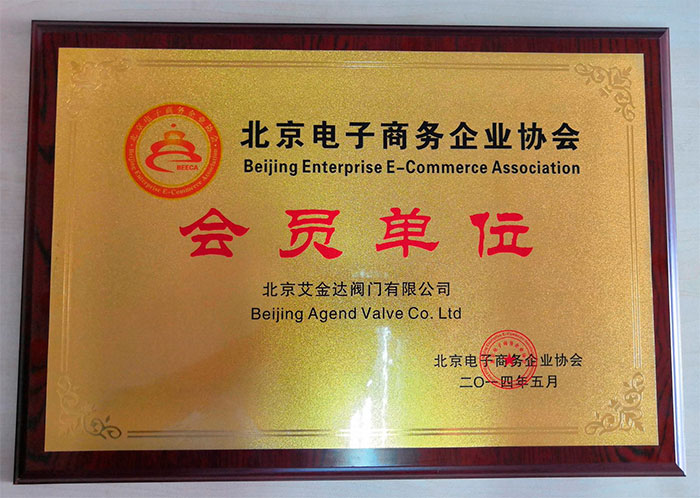 北京电子商务企业协会
Beijing Enterprise E-Commerce Association
BEECA
会员单位
北京艾金达阀门有限公司
Beijing Agend Valve Co. Ltd
北京电子商务企业协会
二〇一四年五月